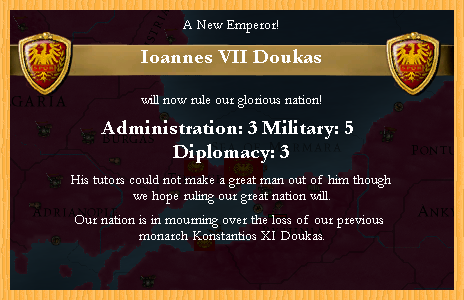 A New Emperor!
Ioannes VII Doukas
will now rule our glorious nation!
Administration: 3 Military: 5
Diplomacy: 3
His tutors could not make a great man out of him though
we hope ruling our great nation will.
Our nation is in mourning over the loss of our previous
monarch Konstantios XI Doukas.